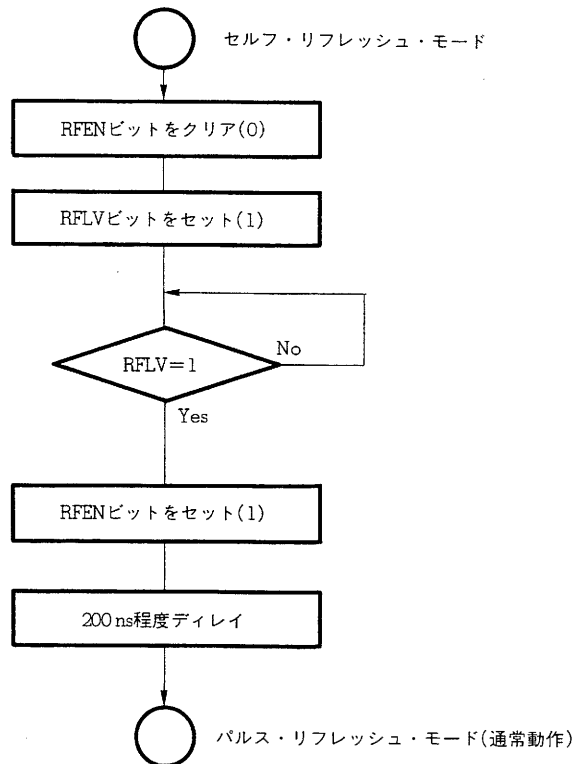 セルフ・リフレッシュ・モード
RFENビットをクリア(0)
RFLVビットをセット(1)
RFLV=1
No
Yes
RFENビットをセット(1)
200 ns程度ディレイ
パルス・リフレッシュ・モード(通常動作)